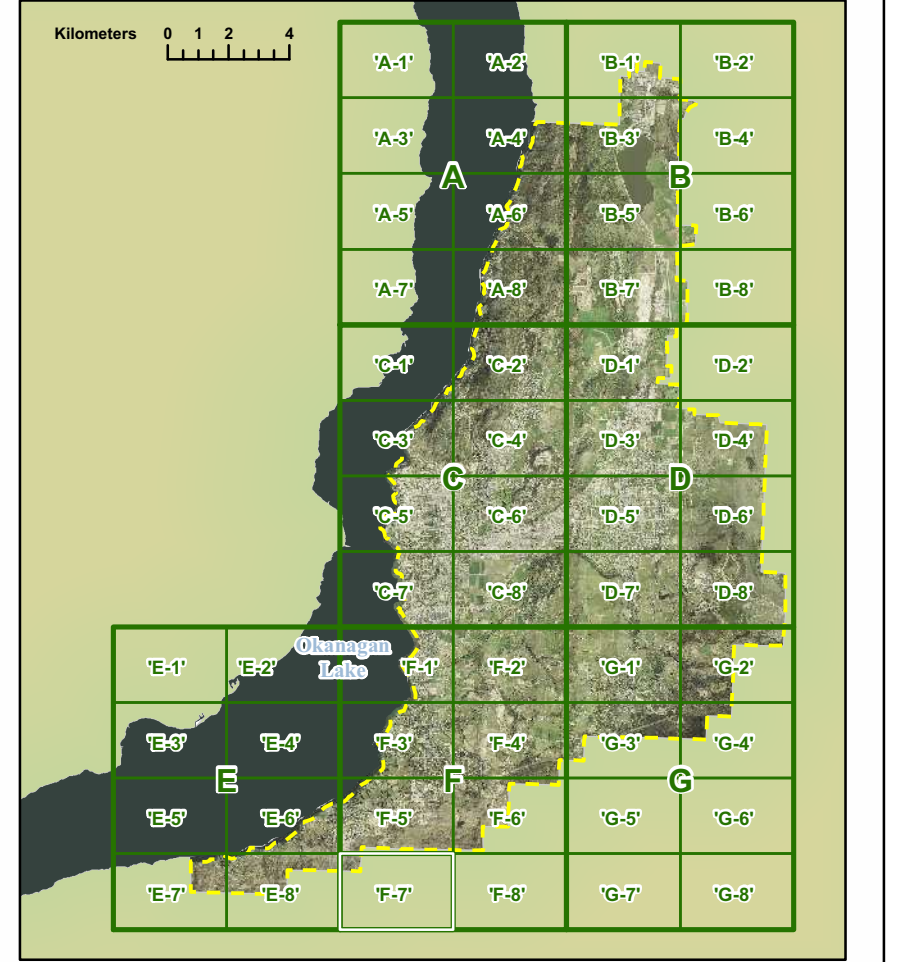 Kilometers 0 1 2 4
'A-1' 'A-2' 'B-1' 'B-2'
'A-3' 'A-4' 'B-3' 'B-4'
A B
'A-5' 'A-6' 'B-5' 'B-6'
'A-7' 'A-8' 'B-7' 'B-8'
'C-1' 'C-2' 'D-1' 'D-2'
'C-3' 'C-4' 'D-3' 'D-4'
C D
'C-5' 'C-6' 'D-5' 'D-6'
'C-7' 'C-8' 'D-7' 'D-8'
Okanagan
Lake
'E-1' 'E-2' 'F-1' 'F-2' 'G-1' 'G-2'
'E-3' 'E-4' 'F-3' 'F-4' 'G-3' 'G-4'
E F G
'E-5' 'E-6' 'F-5' 'F-6' 'G-5' 'G-6'
'E-7' 'E-8' 'F-7' 'F-8' 'G-7' 'G-8'